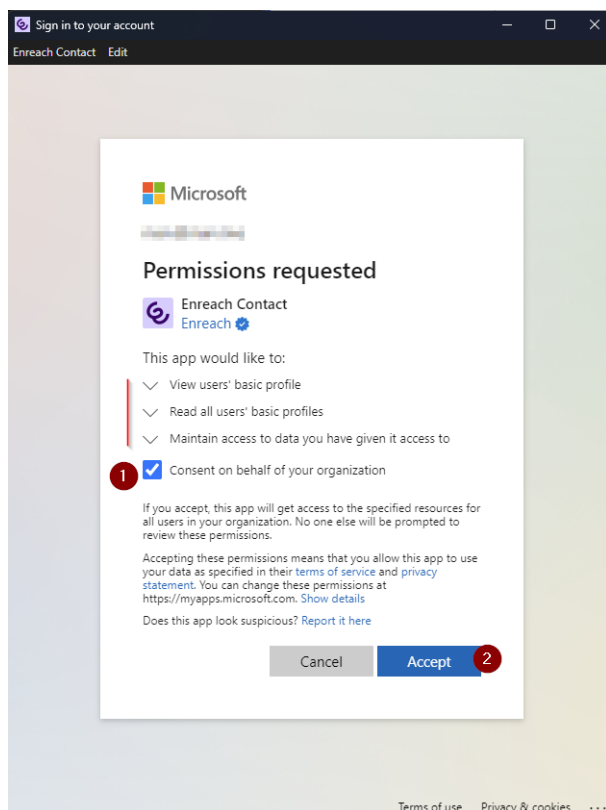 Sign in to your account
Enreach Contact Edit
Microsoft
Permissions requested
Enreach Contact
Enreach
This app would like to:
View users' basic profile
Read all users' basic profiles
Maintain access to data you have given it access to
1
Consent on behalf of your organization
If you accept, this app will get access to the specified resources for
all users in your organization. No one else will be prompted to
review these permissions.
Accepting these permissions means that you allow this app to use
your data as specified in their terms of service and privacy
statement. You can change these permissions at
https://myapps.microsoft.com. Show details
Does this app look suspicious? Report it here
Cancel Accept 2
Terms of use Privacy & cookies ...